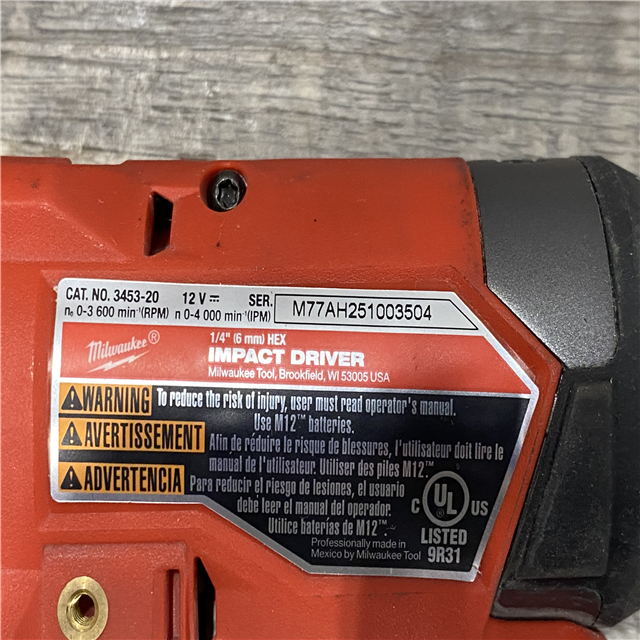 CAT. NO. 3453-20 12 V ⎓ SER. M77AH251003504
n₀ 0-3 600 min⁻¹(RPM) n 0-4 000 min⁻¹(IPM)
Milwaukee®
1/4" (6 mm) HEX
IMPACT DRIVER
Milwaukee Tool, Brookfield, WI 53005 USA
WARNING To reduce the risk of injury, user must read operator's manual.
Use M12™ batteries.
AVERTISSEMENT Afin de réduire le risque de blessures, l'utilisateur doit lire le
manuel de l'utilisateur. Utiliser des piles M12™.
ADVERTENCIA Para reducir el riesgo de lesiones, el usuario
debe leer el manual del operador.
Utilice baterías de M12™.
Professionally made in
Mexico by Milwaukee Tool
C UL US
LISTED
9R31